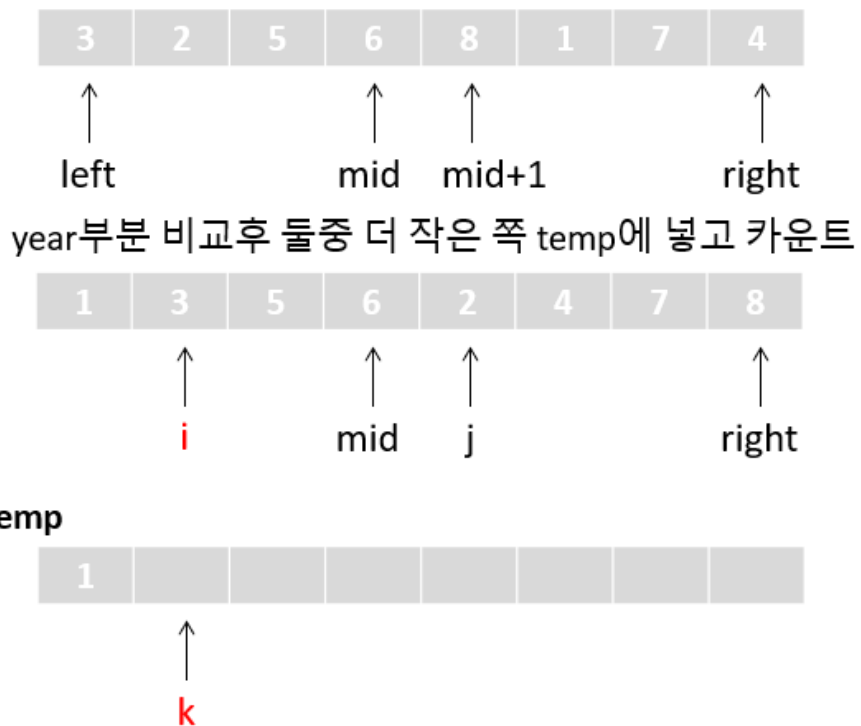 3 2 5 6 8 1 7 4
left mid mid+1 right
year부분 비교후 둘중 더 작은 쪽 temp에 넣고 카운트
1 3 5 6 2 4 7 8
i mid j right
emp
1
k